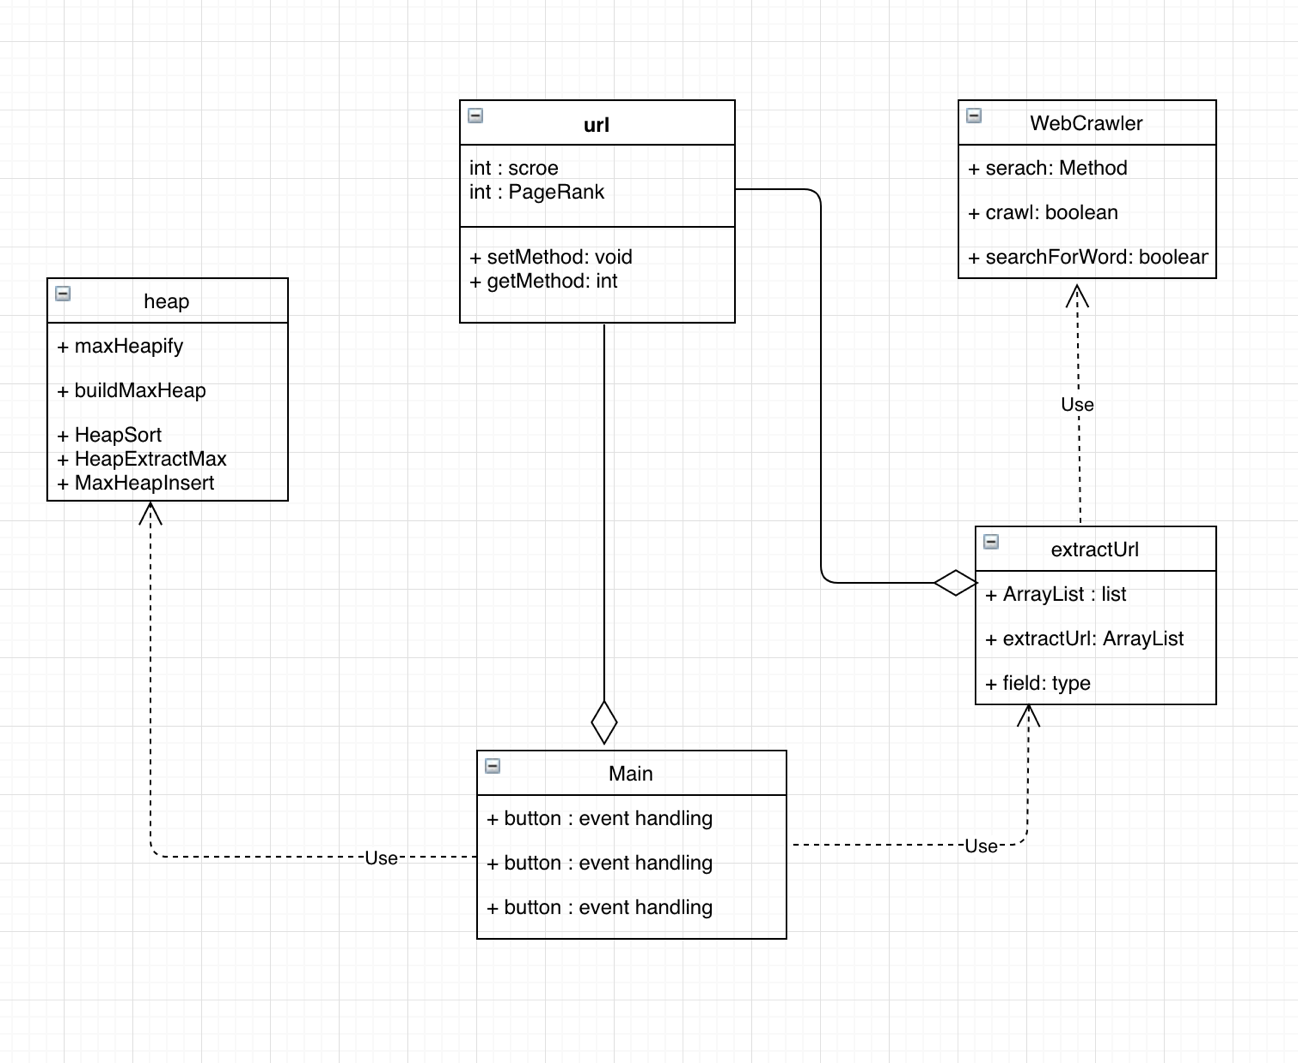 url
int : scroe
int : PageRank
+ setMethod: void
+ getMethod: int
WebCrawler
+ serach: Method
+ crawl: boolean
+ searchForWord: boolear
heap
+ maxHeapify
+ buildMaxHeap
+ HeapSort
+ HeapExtractMax
+ MaxHeapInsert
Use
extractUrl
+ ArrayList : list
+ extractUrl: ArrayList
+ field: type
Main
+ button : event handling
+ button : event handling
+ button : event handling
Use
Use